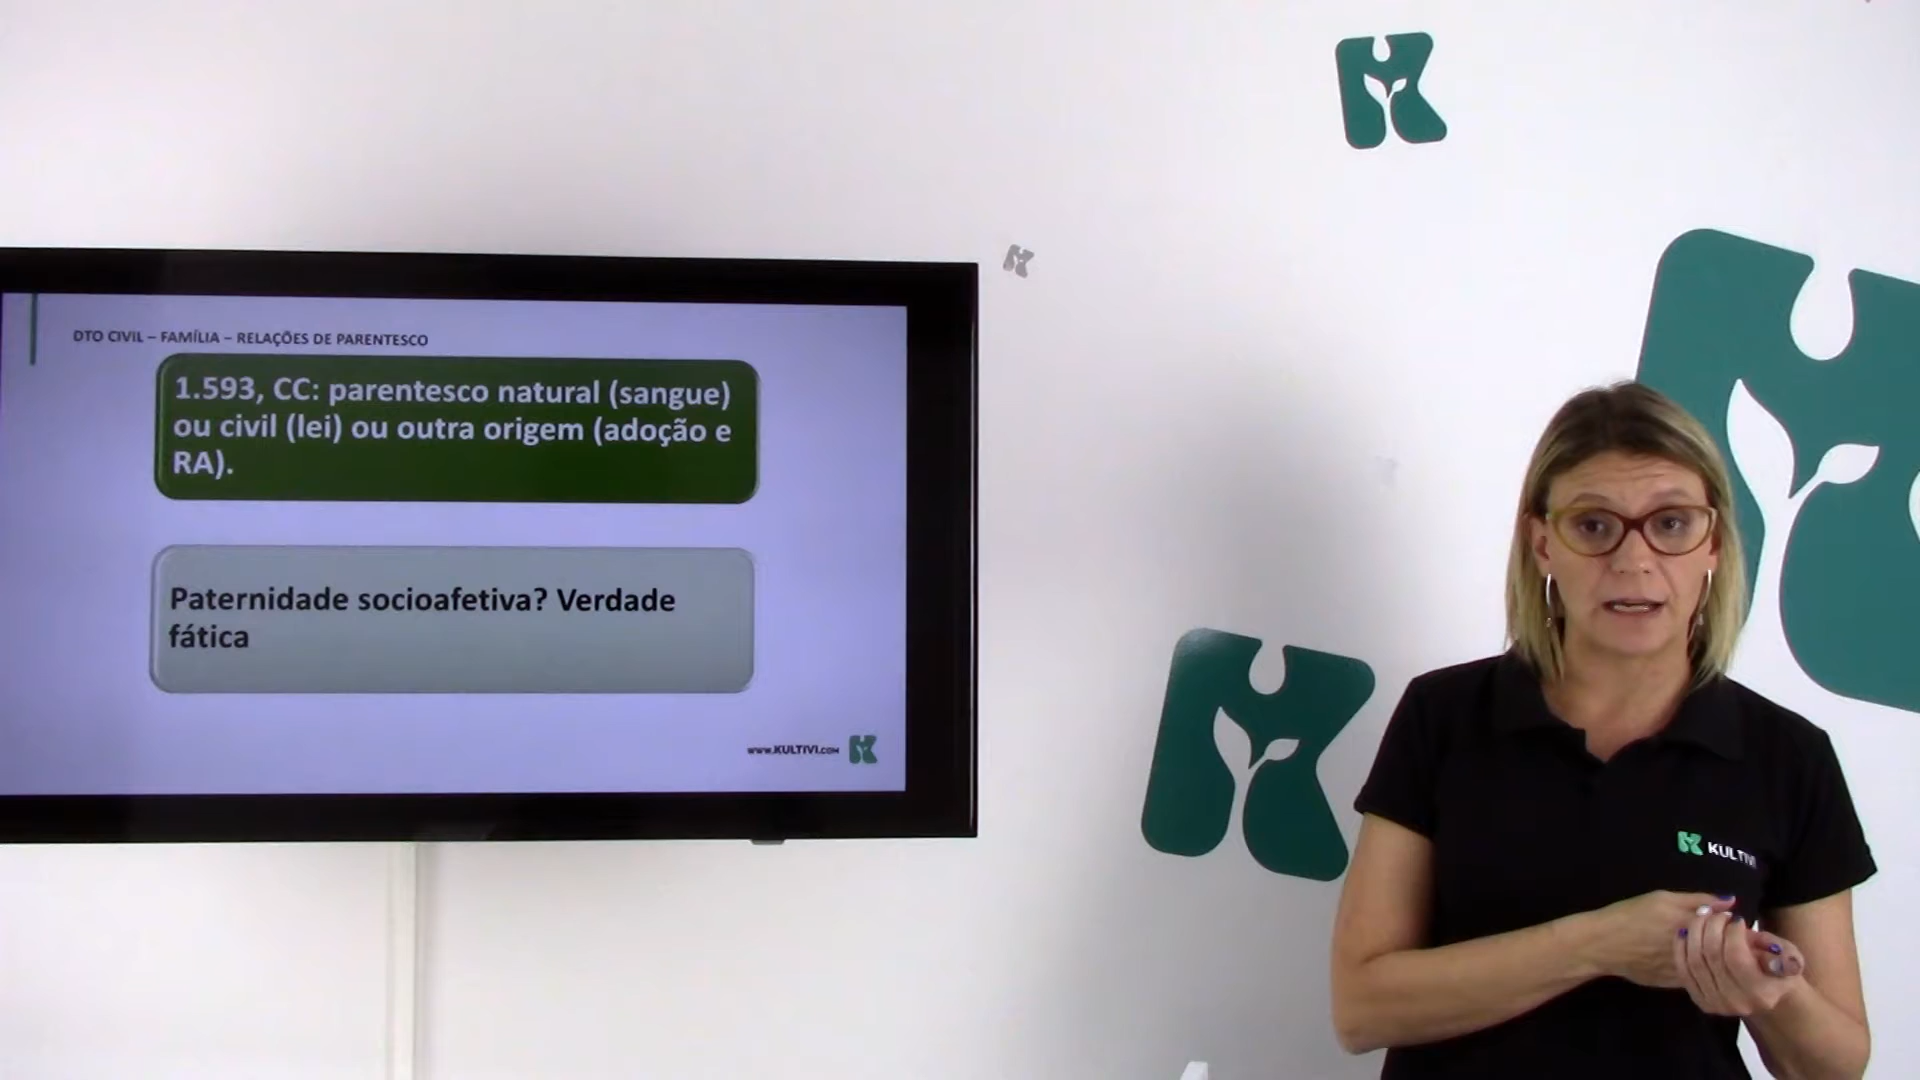 DTO CIVIL – FAMÍLIA – RELAÇÕES DE PARENTESCO
1.593, CC: parentesco natural (sangue)
ou civil (lei) ou outra origem (adoção e
RA).
Paternidade socioafetiva? Verdade
fática
www.KULTIVI.COM
KULTIVI